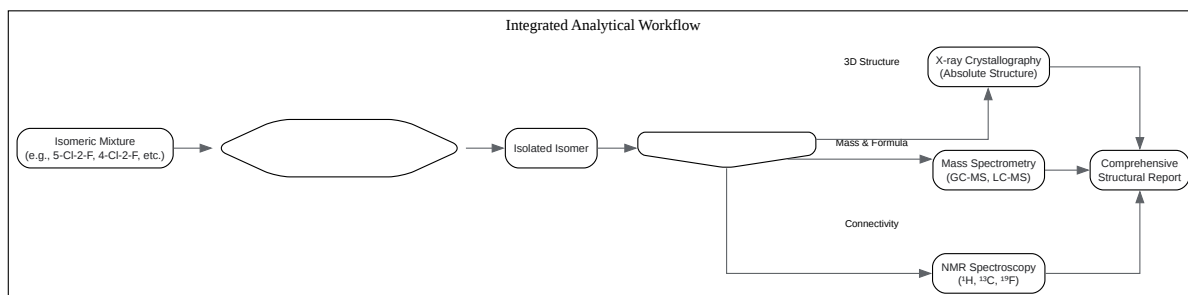 Integrated Analytical Workflow
3D Structure
X-ray Crystallography
(Absolute Structure)
Isomeric Mixture
(e.g., 5-Cl-2-F, 4-Cl-2-F, etc.)
Isolated Isomer
Mass & Formula
Mass Spectrometry
(GC-MS, LC-MS)
Comprehensive
Structural Report
Connectivity
NMR Spectroscopy
(¹H, ¹³C, ¹⁹F)